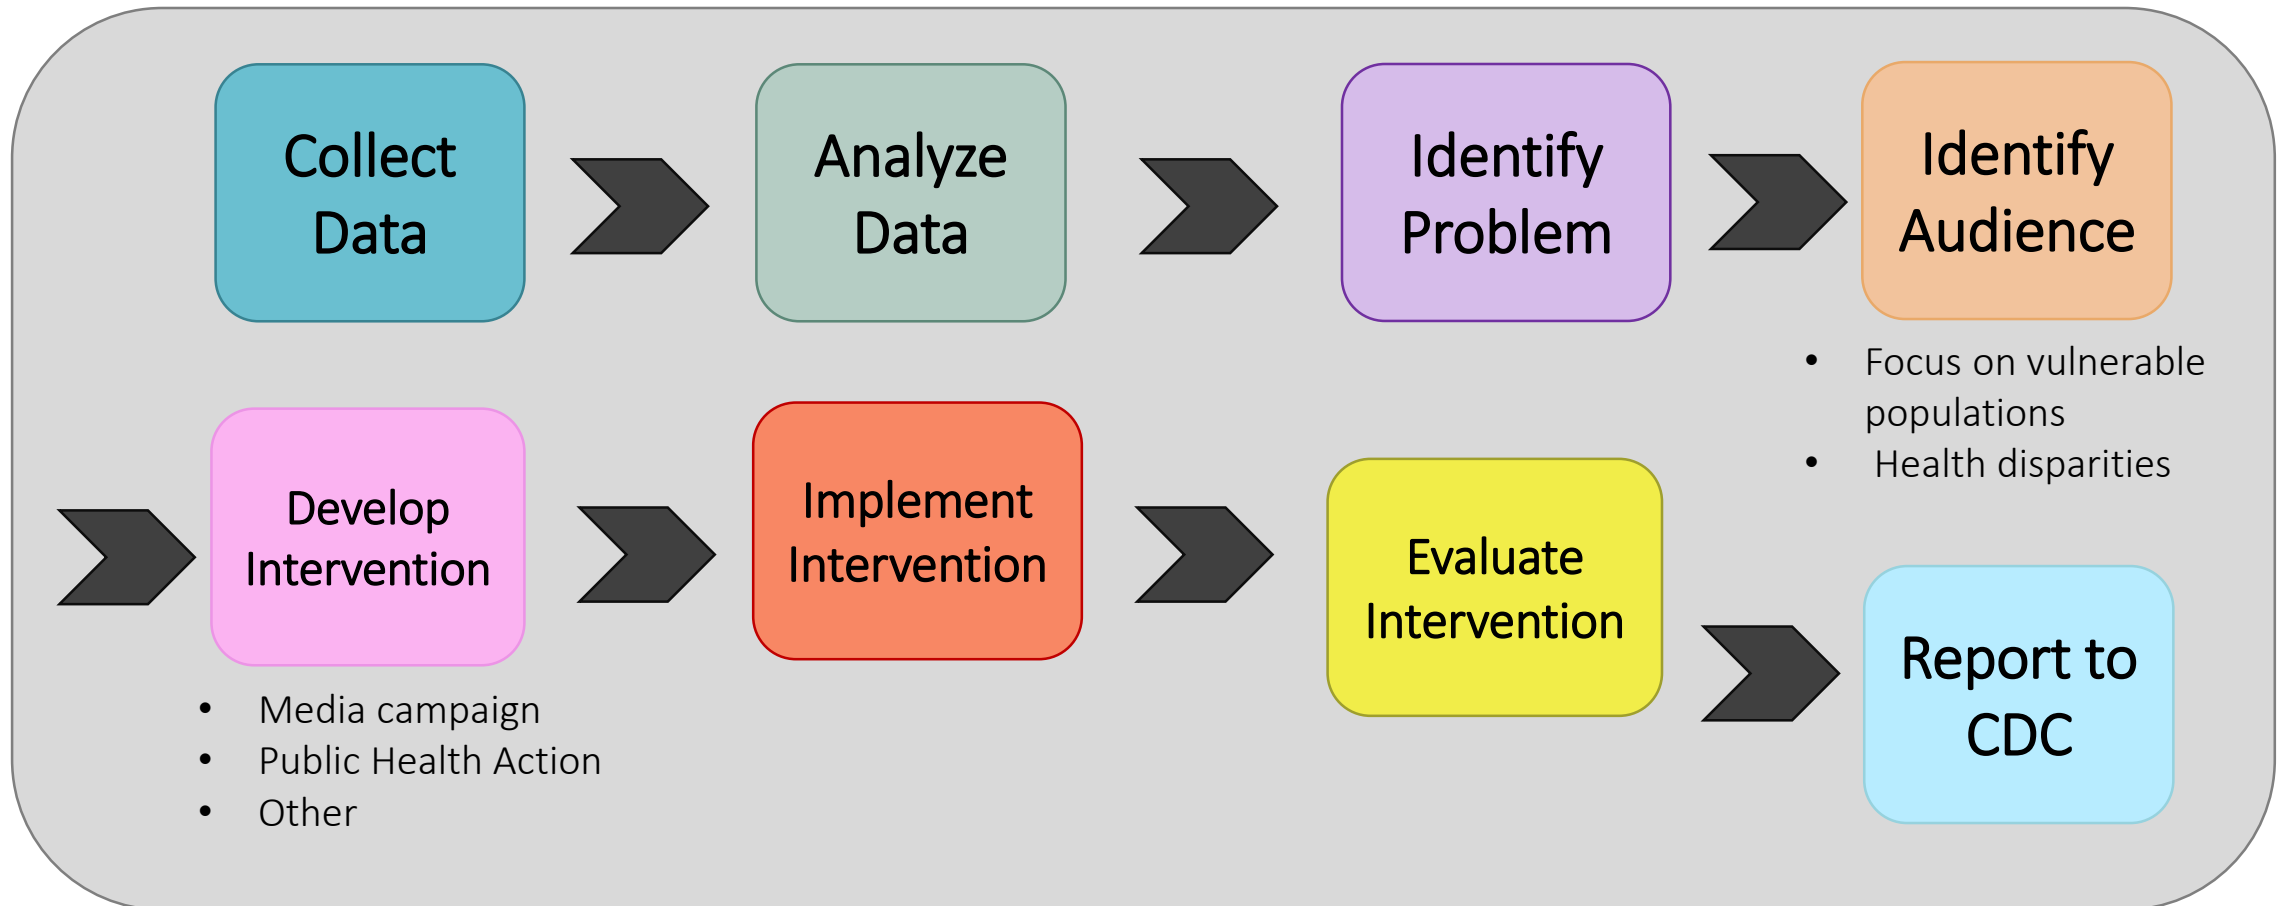 Collect
Data
Analyze
Data
Identify
Problem
Identify
Audience
• Focus on vulnerable
populations
• Health disparities
Develop
Intervention
• Media campaign
• Public Health Action
• Other
Implement
Intervention
Evaluate
Intervention
Report to
CDC